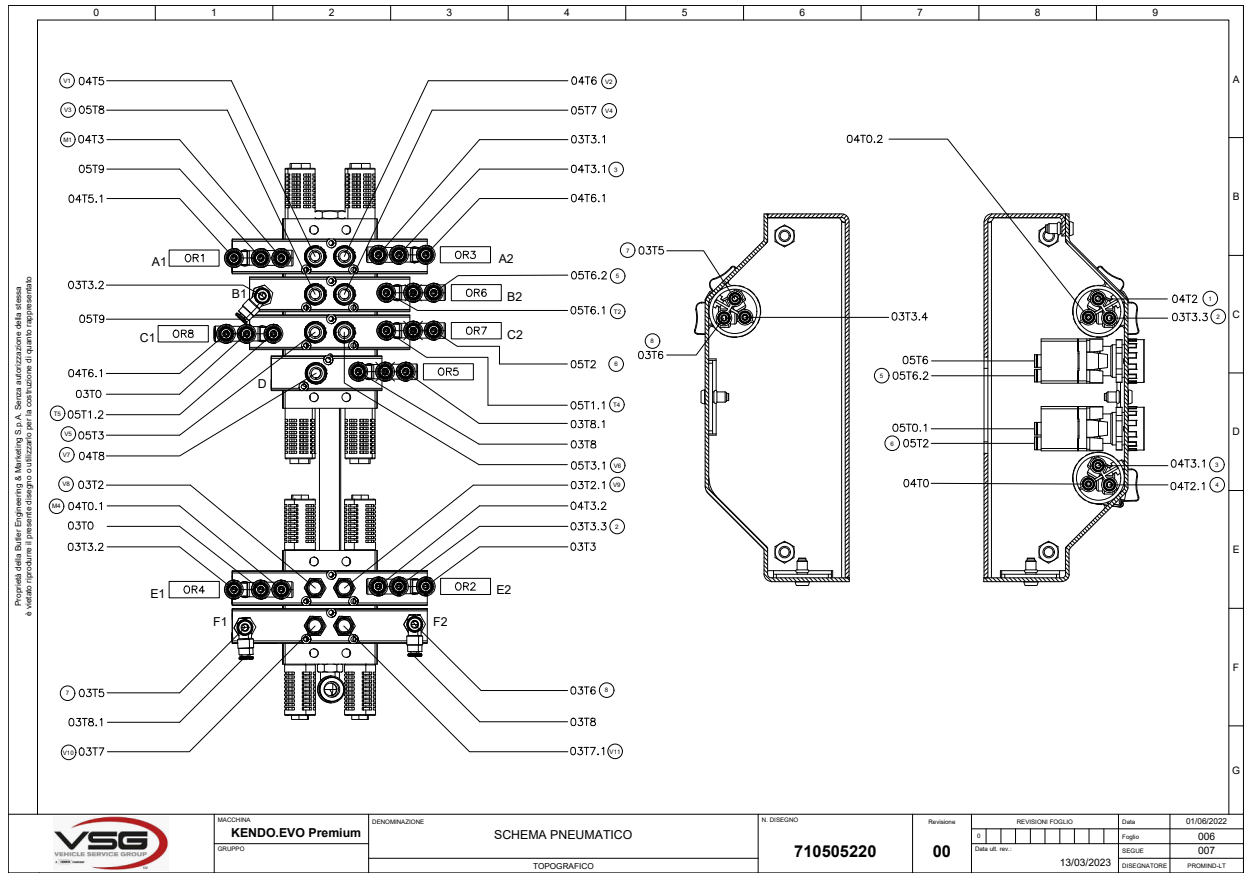 0 1 2 3 4 5 6 7 8 9
A
B
C
D
E
F
G
V1 04T5
V3 05T8
M1 04T3
05T9
04T5.1
A1 OR1
03T3.2
B1
05T9
C1 OR8
04T6.1
03T0
T5 05T1.2
V5 05T3
V7 04T8
D
04T6 V2
05T7 V4
03T3.1
04T3.1 3
04T6.1
OR3 A2
05T6.2 5
OR6 B2
05T6.1 T2
OR7 C2
05T2 6
OR5
05T1.1 T4
03T8.1
03T8
05T3.1 V6
V8 03T2
M4 04T0.1
03T0
03T3.2
E1 OR4
F1
7 03T5
03T8.1
V10 03T7
03T2.1 V9
04T3.2
03T3.3 2
03T3
OR2 E2
F2
03T6 8
03T8
03T7.1 V11
7 03T5
8
03T6
03T3.4
04T0.2
04T2 1
03T3.3 2
05T6
5 05T6.2
05T0.1
6 05T2
04T0
04T3.1 3
04T2.1 4
Proprietà della Butler Engineering & Marketing S.p.A. Senza autorizzazione della stessa
è vietato riprodurre il presente disegno o utilizzarlo per la costruzione di quanto rappresentato
VSG
VEHICLE SERVICE GROUP
MACCHINA
KENDO.EVO Premium
GRUPPO
DENOMINAZIONE
SCHEMA PNEUMATICO
TOPOGRAFICO
N. DISEGNO
710505220
Revisione
00
REVISIONI FOGLIO
0
Data ult. rev.:
13/03/2023
Data 01/06/2022
Foglio 006
SEGUE 007
DISEGNATORE PROMIND-LT